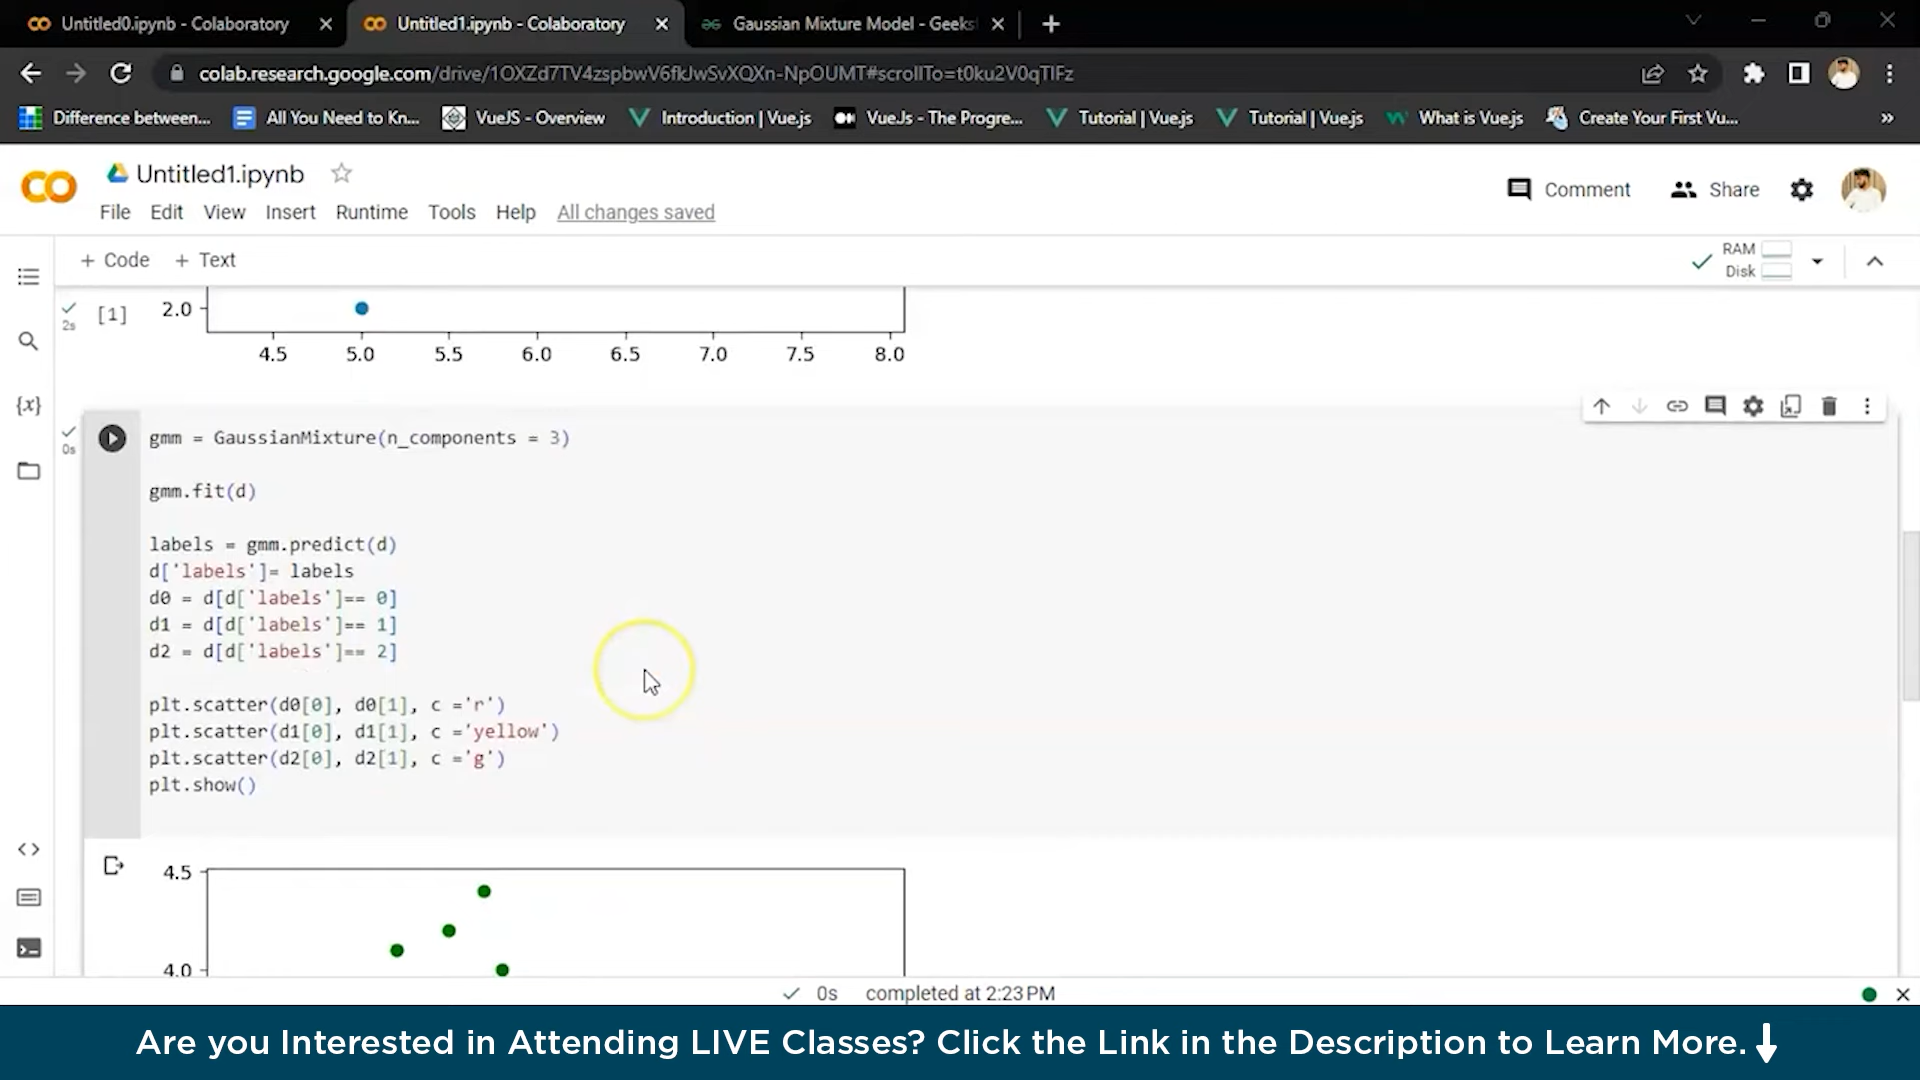 Untitled0.ipynb - Colaboratory
Untitled1.ipynb - Colaboratory
Gaussian Mixture Model - Geeks
colab.research.google.com/drive/1OXZd7TV4zspbwV6fkJwSvXQXn-NpOUMT#scrollTo=t0ku2V0qTlFz
Difference between...
All You Need to Kn...
VueJS - Overview
Introduction | Vue.js
VueJs - The Progre...
Tutorial | Vue.js
Tutorial | Vue.js
What is Vue.js
Create Your First Vu...
»
CO
Untitled1.ipynb
Comment
Share
File Edit View Insert Runtime Tools Help All changes saved
+ Code + Text
RAM
Disk
2s
[1]
2.0
4.5 5.0 5.5 6.0 6.5 7.0 7.5 8.0
{x}
0s
gmm = GaussianMixture(n_components = 3)
gmm.fit(d)
labels = gmm.predict(d)
d['labels']= labels
d0 = d[d['labels']== 0]
d1 = d[d['labels']== 1]
d2 = d[d['labels']== 2]
plt.scatter(d0[0], d0[1], c ='r')
plt.scatter(d1[0], d1[1], c ='yellow')
plt.scatter(d2[0], d2[1], c ='g')
plt.show()
4.5
4.0
0s completed at 2:23 PM
Are you Interested in Attending LIVE Classes? Click the Link in the Description to Learn More.